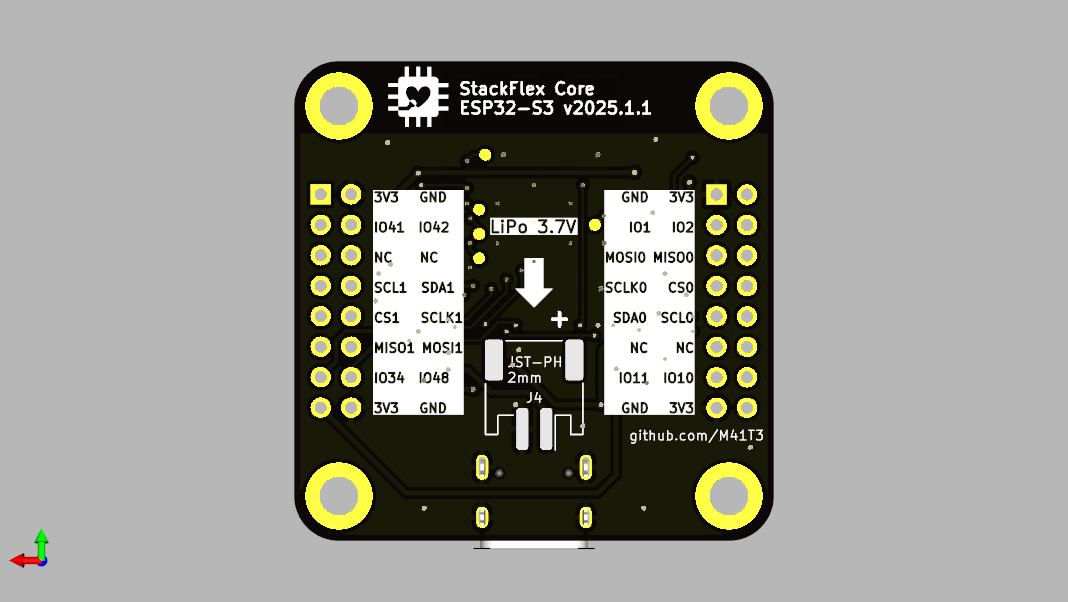 StackFlex Core
ESP32-S3 v2025.1.1
3V3 GND
IO41 IO42
NC NC
SCL1 SDA1
CS1 SCLK1
MISO1 MOSI1
IO34 IO48
3V3 GND
LiPo 3.7V
+
JST-PH
2mm
J4
GND 3V3
IO1 IO2
MOSI0 MISO0
SCLK0 CS0
SDA0 SCL0
NC NC
IO11 IO10
GND 3V3
github.com/M41T3